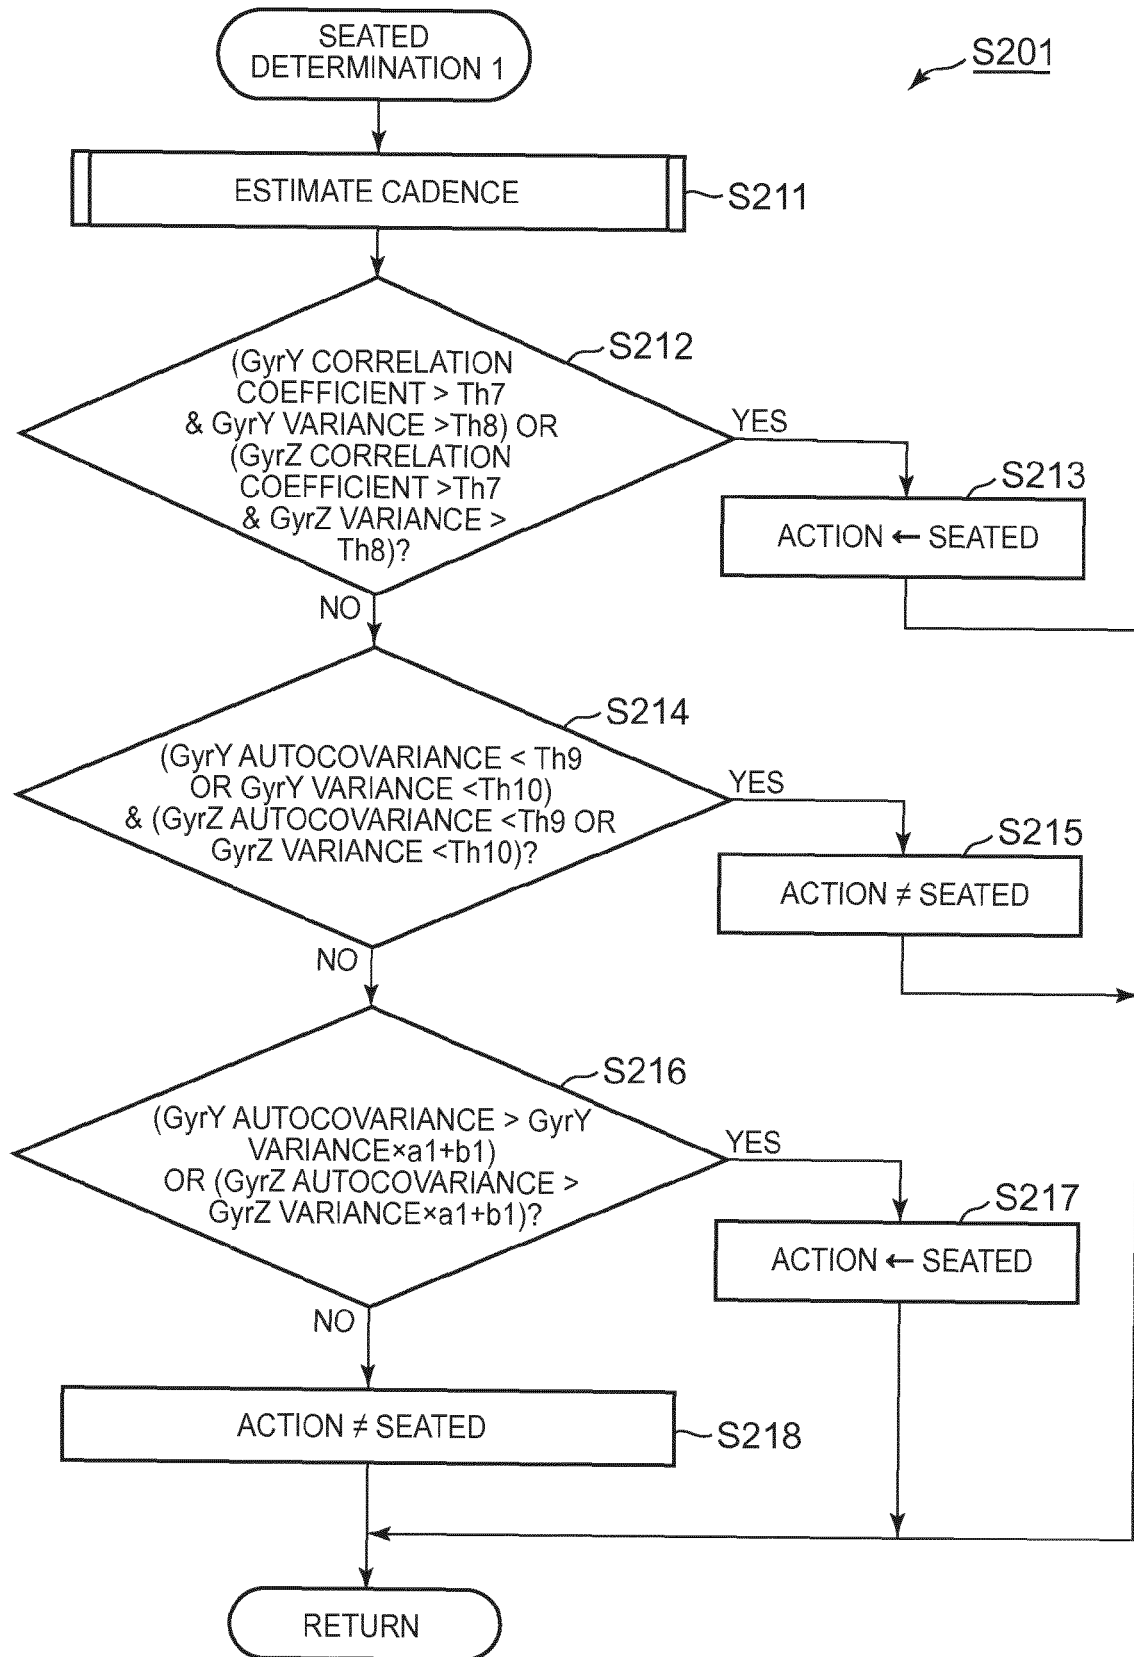 SEATED
DETERMINATION 1
S201
ESTIMATE CADENCE
S211
S212
(GyrY CORRELATION
COEFFICIENT > Th7
& GyrY VARIANCE >Th8) OR
(GyrZ CORRELATION
COEFFICIENT >Th7
& GyrZ VARIANCE >
Th8)?
YES
S213
ACTION ← SEATED
NO
S214
(GyrY AUTOCOVARIANCE < Th9
OR GyrY VARIANCE <Th10)
& (GyrZ AUTOCOVARIANCE <Th9 OR
GyrZ VARIANCE <Th10)?
YES
S215
ACTION ≠ SEATED
NO
S216
(GyrY AUTOCOVARIANCE > GyrY
VARIANCE×a1+b1)
OR (GyrZ AUTOCOVARIANCE >
GyrZ VARIANCE×a1+b1)?
YES
S217
ACTION ← SEATED
NO
ACTION ≠ SEATED
S218
RETURN